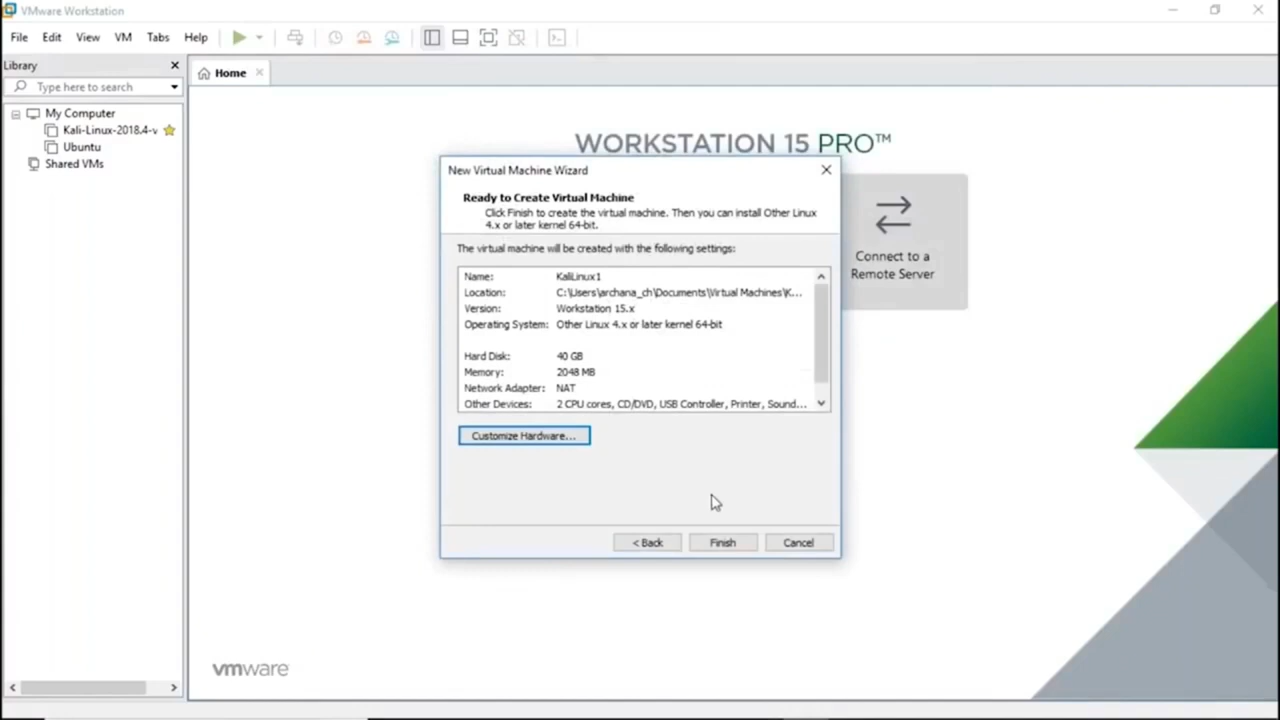 VMware Workstation
File Edit View VM Tabs Help
Library
Type here to search
My Computer
Kali-Linux-2018.4-v
Ubuntu
Shared VMs
Home
WORKSTATION 15 PRO™
Connect to a
Remote Server
New Virtual Machine Wizard
Ready to Create Virtual Machine
Click Finish to create the virtual machine. Then you can install Other Linux
4.x or later kernel 64-bit.
The virtual machine will be created with the following settings:
Name: KaliLinux1
Location: C:\Users\archana_ch\Documents\Virtual Machines\K...
Version: Workstation 15.x
Operating System: Other Linux 4.x or later kernel 64-bit
Hard Disk: 40 GB
Memory: 2048 MB
Network Adapter: NAT
Other Devices: 2 CPU cores, CD/DVD, USB Controller, Printer, Sound...
Customize Hardware...
< Back Finish Cancel
vmware